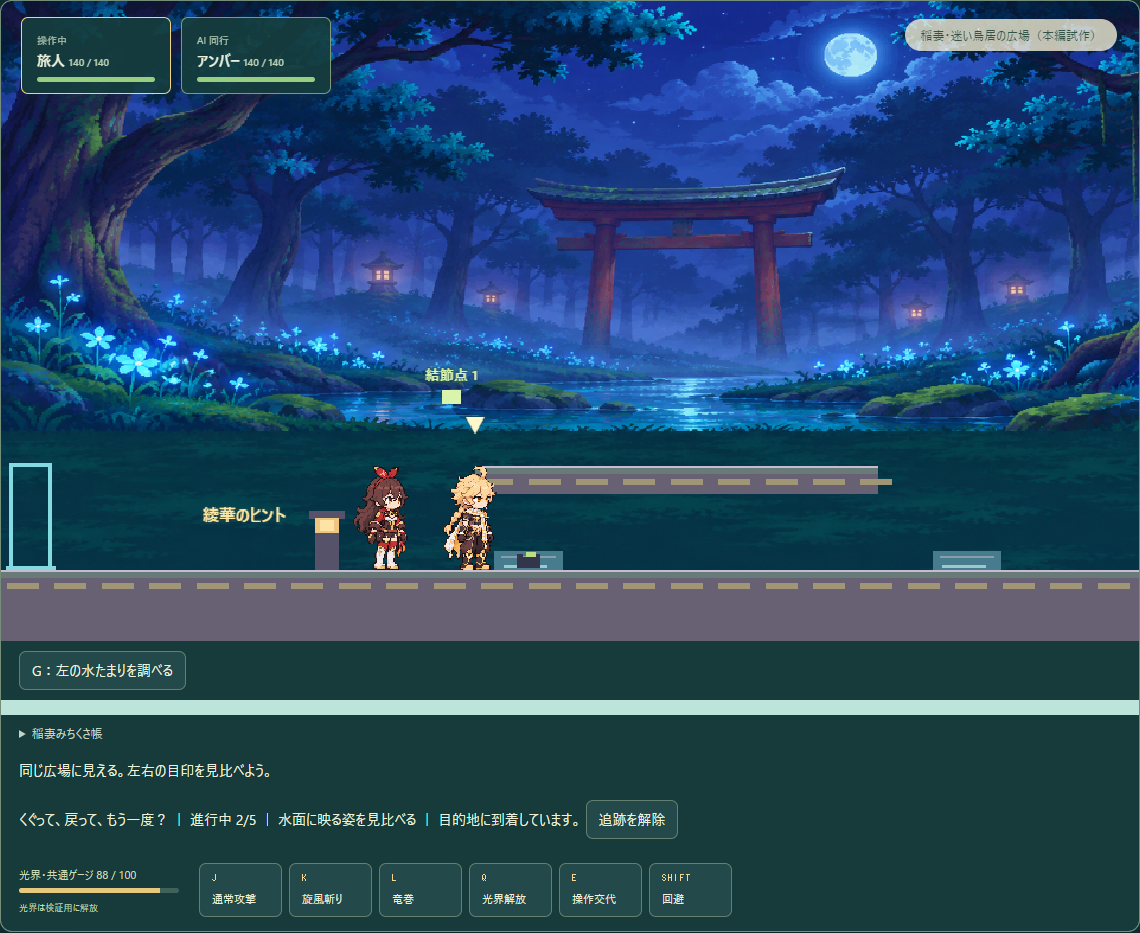 操作中
旅人 140 / 140
AI 同行
アンバー 140 / 140
稲妻・迷い鳥居の広場（本編試作）
結節点 1
綾華のヒント
G：左の水たまりを調べる
▶ 稲妻みちくさ帳
同じ広場に見える。左右の目印を見比べよう。
くぐって、戻って、もう一度？ | 進行中 2/5 | 水面に映る姿を見比べる | 目的地に到着しています。 追跡を解除
光界・共通ゲージ 88 / 100
光界は検証用に解放
J
通常攻撃
K
旋風斬り
L
竜巻
Q
光界解放
E
操作交代
SHIFT
回避